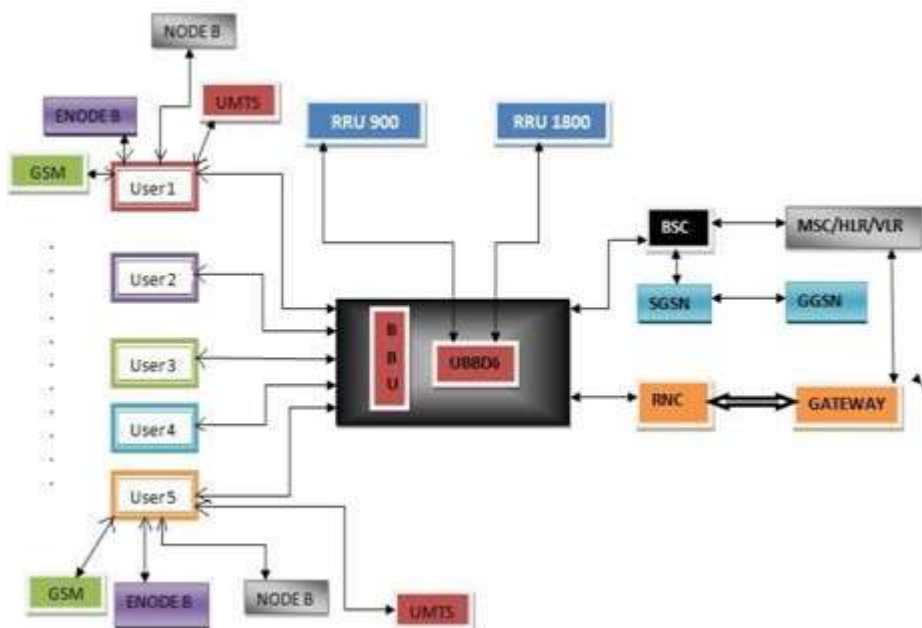 NODE B
UMTS
ENODE B
GSM
User1
RRU 900
RRU 1800
BSC
MSC/HLR/VLR
User2
SGSN
GGSN
B
B
U
UBBD6
User3
RNC
GATEWAY
User4
User5
GSM
ENODE B
NODE B
UMTS